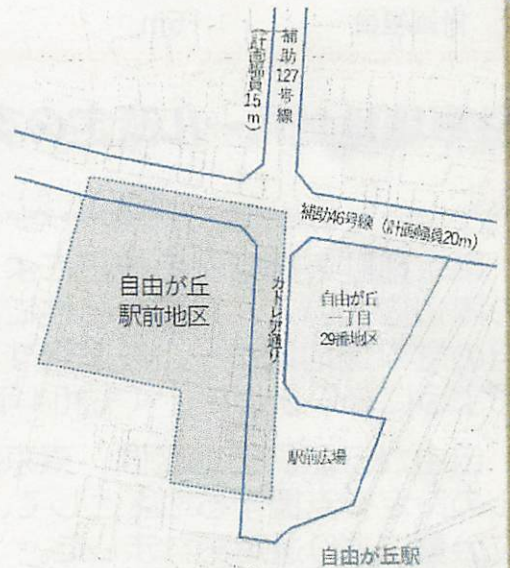 補助127号線
(計画幅員15m)
補助46号線 (計画幅員20m)
自由が丘
駅前地区
カトレア通り
自由が丘
一丁目
29番地区
駅前広場
自由が丘駅